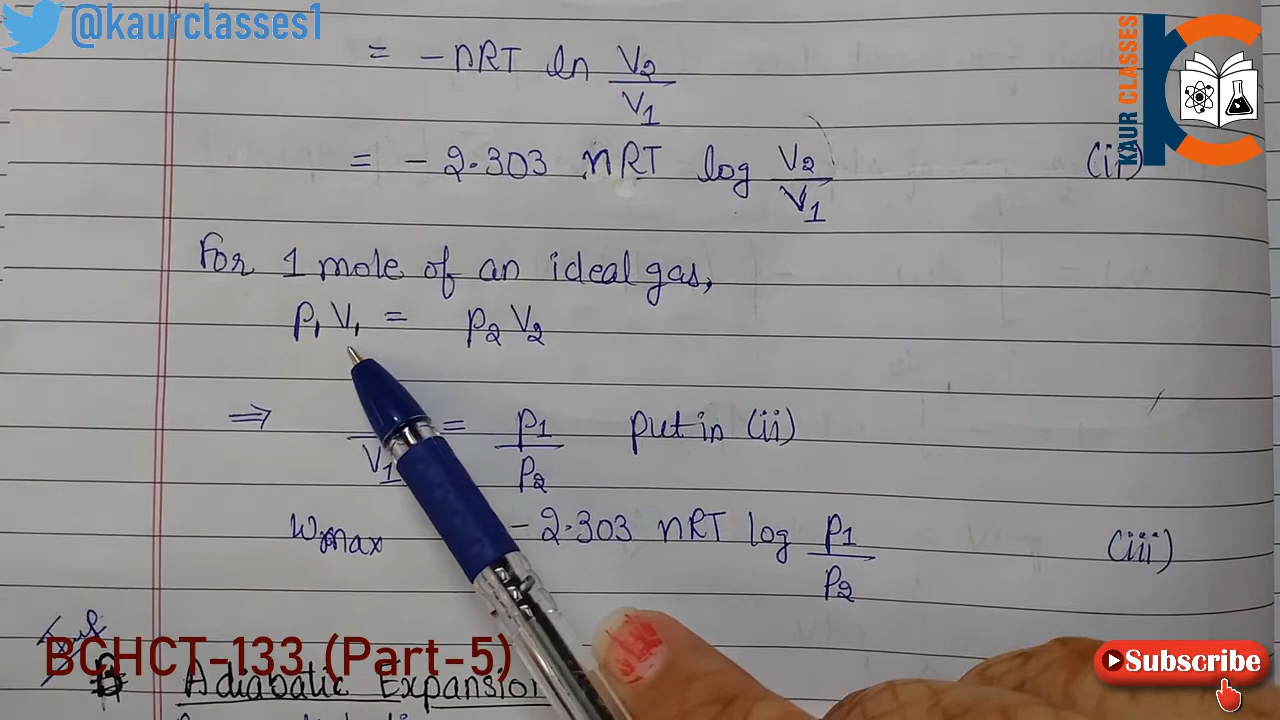 @kaurclasses1
KAUR CLASSES
= -nRT ln V2/V1
= -2.303 nRT log V2/V1 (ii)
For 1 mole of an ideal gas,
P1V1 = P2V2
⇒ V1 = P1/P2 put in (ii)
Wmax -2.303 nRT log P1/P2 (iii)
BCHCT-133 (Part-5)
Adiabatic Expansion
Subscribe